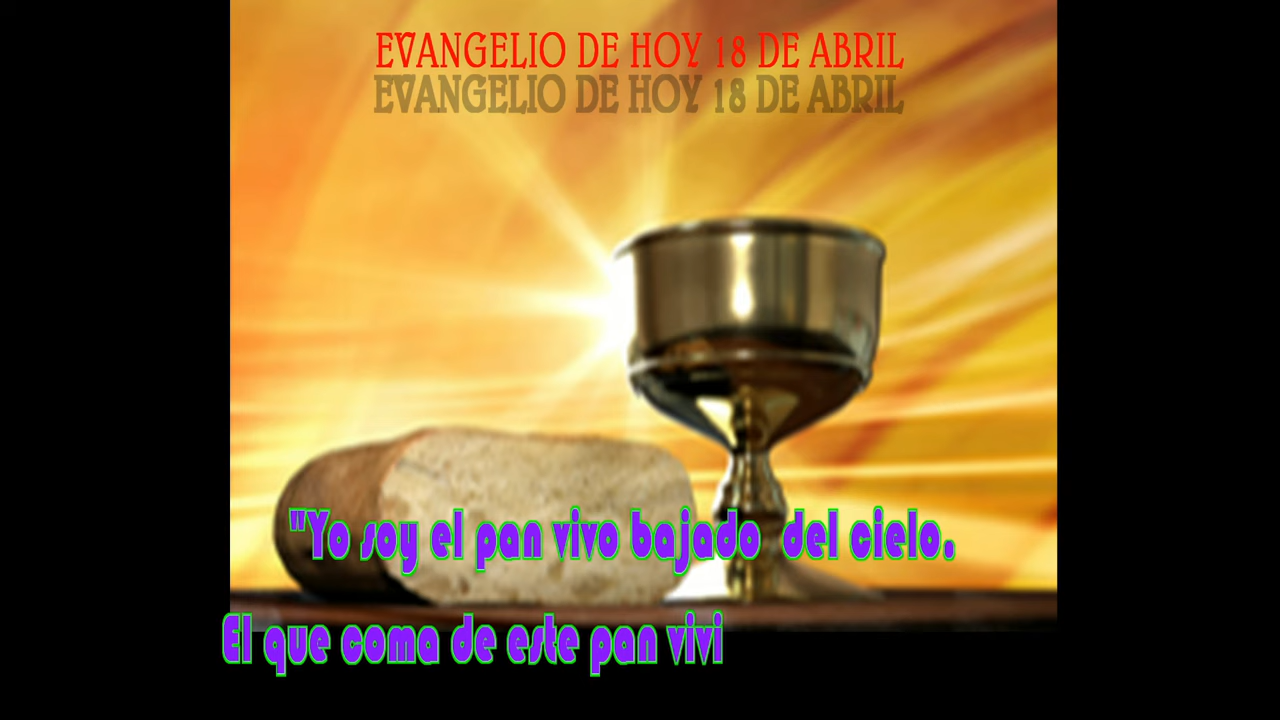 EVANGELIO DE HOY 18 DE ABRIL
EVANGELIO DE HOY 18 DE ABRIL
"Yo soy el pan vivo bajado del cielo.
El que coma de este pan vivi